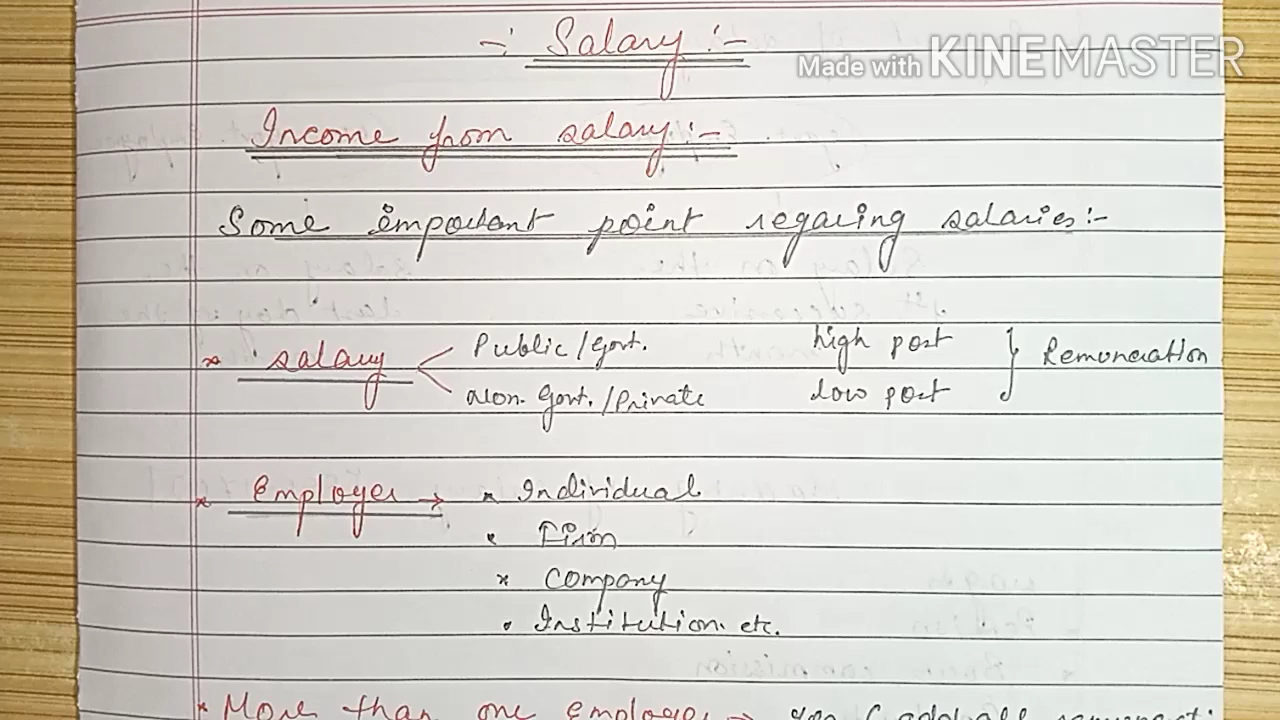 -: Salary :-
Made with KINEMASTER
Income from salary:-
Some important point regaring salaries:-
* salary < Public/Govt. high post } Remuneration
Non. Govt./Private low post
* Employer → * Individual
• Firm
* Company
• Institution. etc.
* More than one employer →